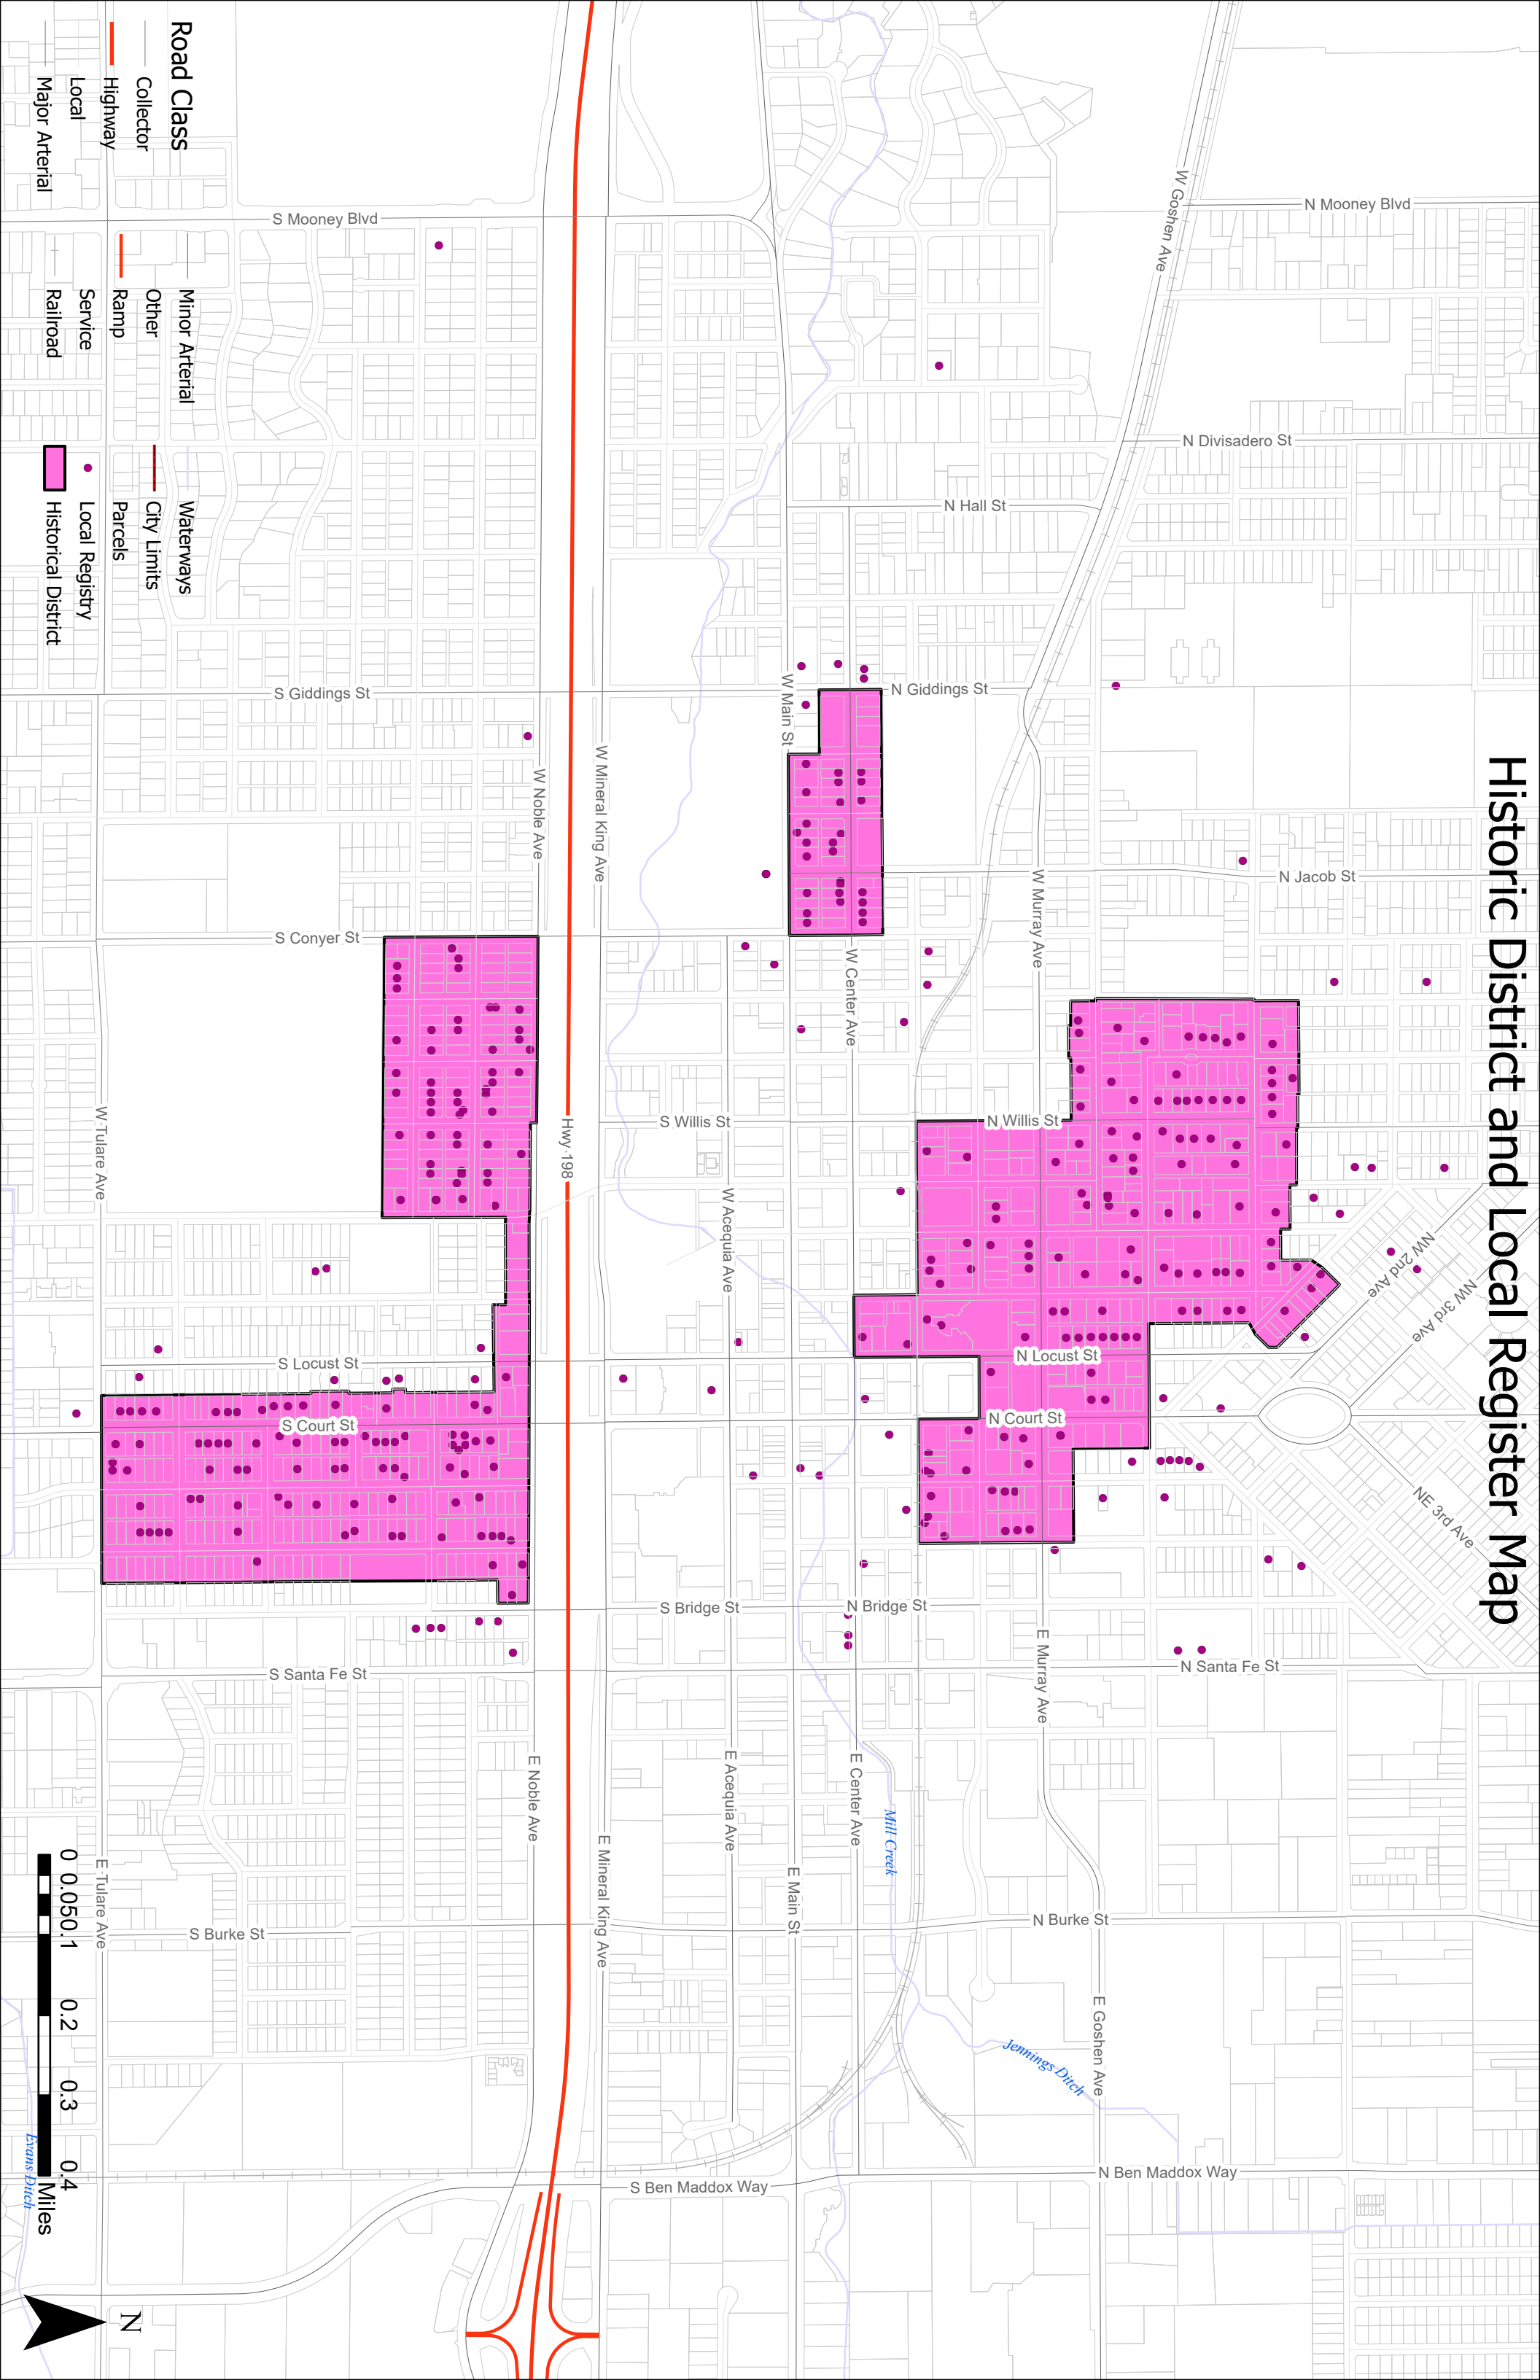 Historic District and Local Register Map
N Mooney Blvd
W Goshen Ave
S Mooney Blvd
N Divisadero St
N Hall St
N Giddings St
S Giddings St
W Main St
W Mineral King Ave
W Noble Ave
N Jacob St
W Murray Ave
S Conyer St
W Center Ave
N Willis St
S Willis St
Hwy 198
W Tulare Ave
W Acequia Ave
NW 2nd Ave
NW 3rd Ave
N Locust St
S Locust St
N Court St
S Court St
NE 3rd Ave
N Bridge St
S Bridge St
E Murray Ave
N Santa Fe St
S Santa Fe St
E Noble Ave
E Acequia Ave
E Center Ave
Mill Creek
E Mineral King Ave
E Main St
E Tulare Ave
N Burke St
S Burke St
E Goshen Ave
Jennings Ditch
N Ben Maddox Way
S Ben Maddox Way
Evans Ditch
Road Class
Collector
Highway
Local
Major Arterial
Minor Arterial
Other
Ramp
Service
Railroad
Waterways
City Limits
Parcels
Local Registry
Historical District
0 0.050.1 0.2 0.3 0.4
Miles
N